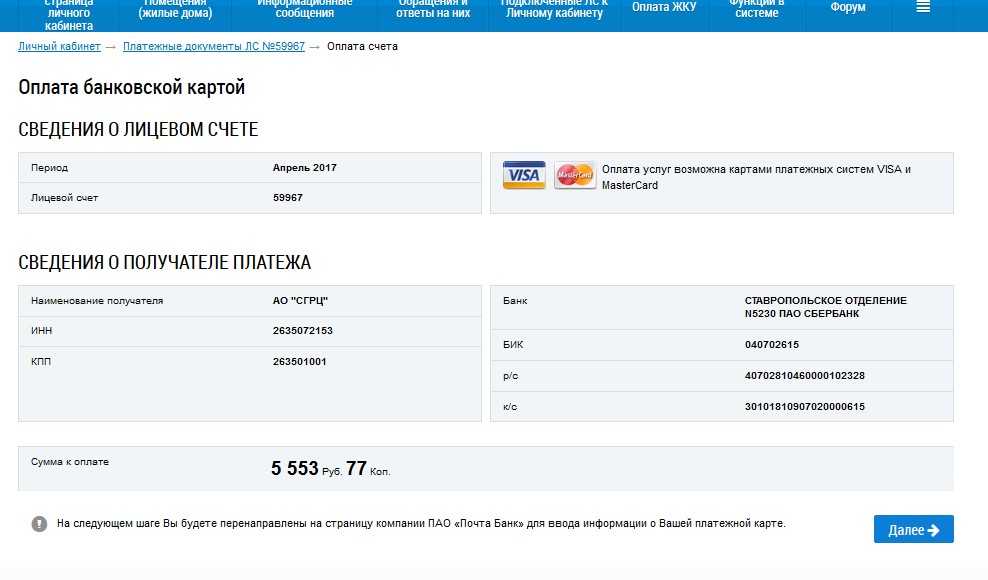 страница
Помещения
Информационные
Обращения и
Подключенные ЛС к
Функции в
личного
(жилые дома)
сообщения
ответы на них
Личному кабинету
Оплата ЖКУ
системе
Форум
кабинета
Личный кабинет → Платежные документы ЛС №59967 → Оплата счета
Оплата банковской картой
СВЕДЕНИЯ О ЛИЦЕВОМ СЧЕТЕ
Период Апрель 2017
Лицевой счет 59967
VISA MasterCard Оплата услуг возможна картами платежных систем VISA и
MasterCard
СВЕДЕНИЯ О ПОЛУЧАТЕЛЕ ПЛАТЕЖА
Наименование получателя АО "СГРЦ"
ИНН 2635072153
КПП 263501001
Банк СТАВРОПОЛЬСКОЕ ОТДЕЛЕНИЕ
N5230 ПАО СБЕРБАНК
БИК 040702615
р/с 40702810460000102328
к/с 30101810907020000615
Сумма к оплате 5 553 Руб. 77 Коп.
На следующем шаге Вы будете перенаправлены на страницу компании ПАО «Почта Банк» для ввода информации о Вашей платежной карте.
Далее →